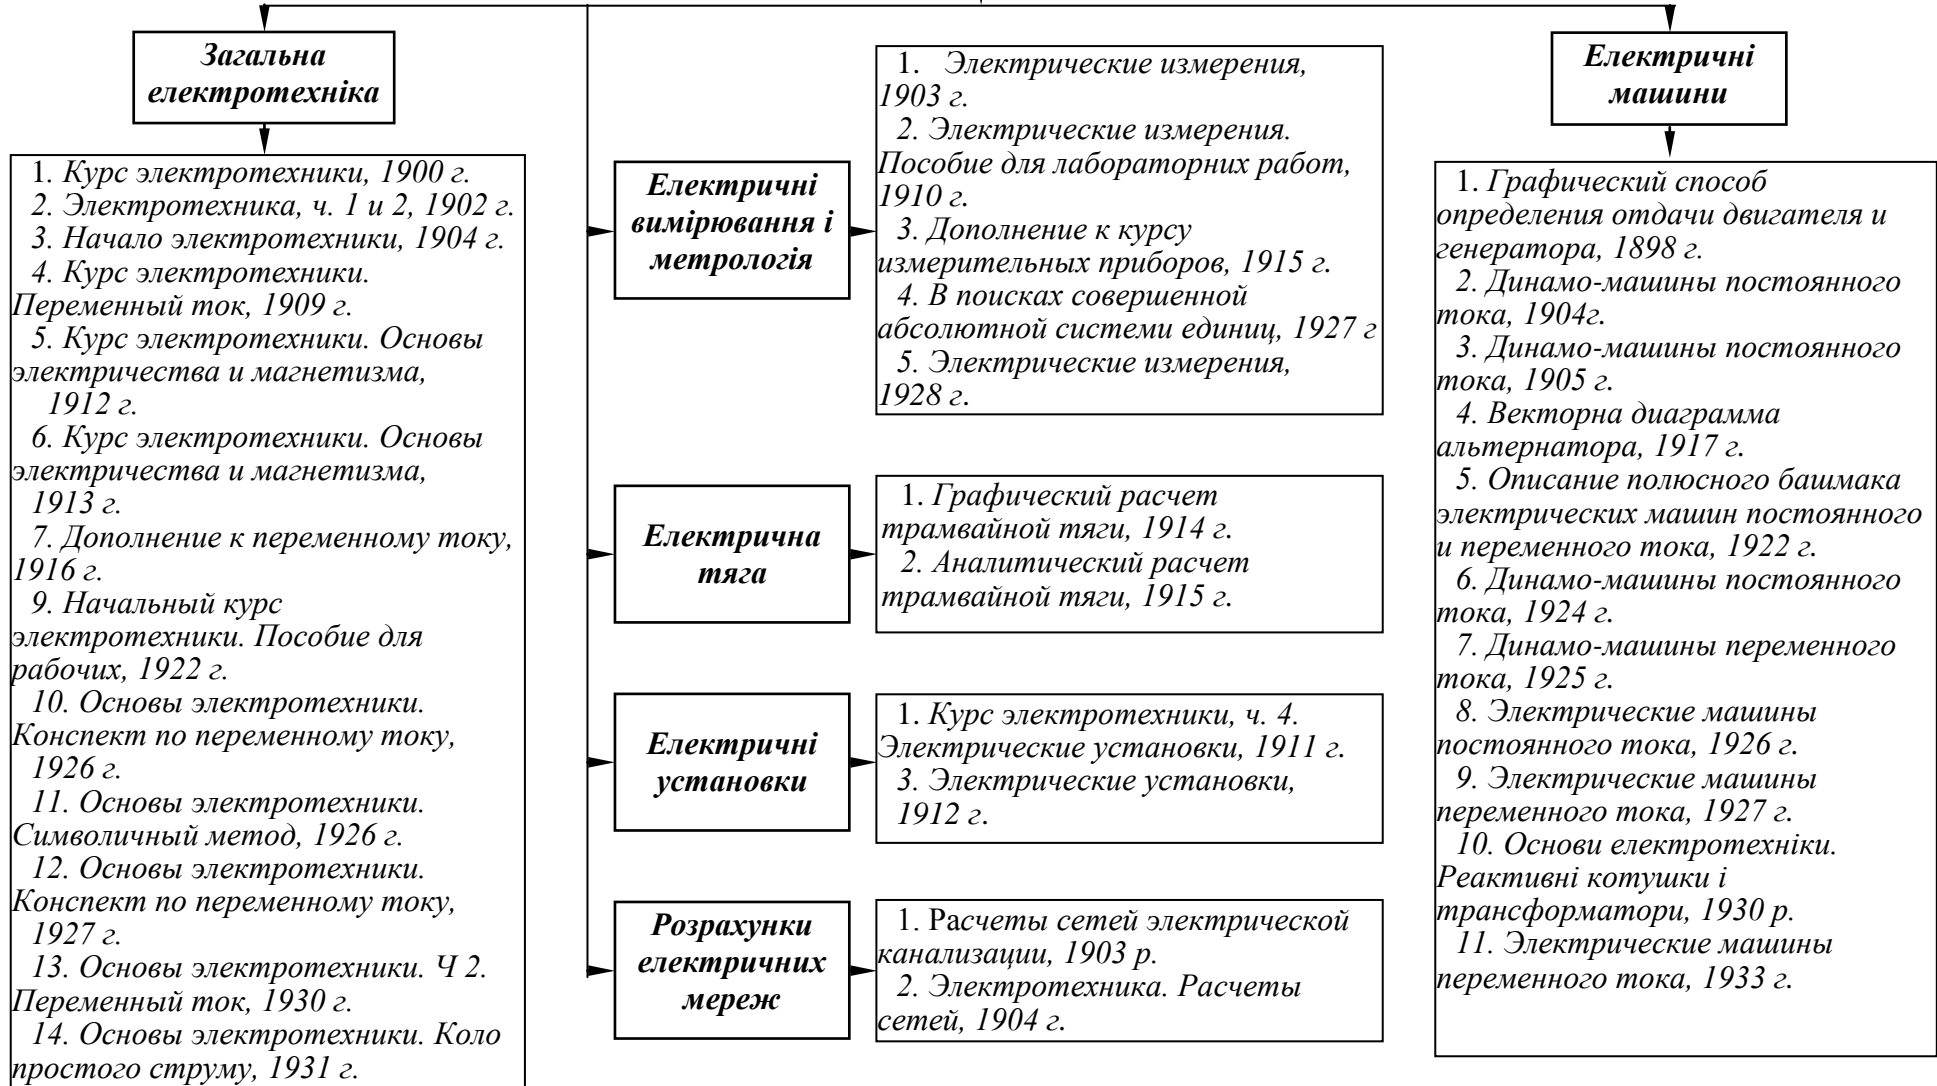 Загальна
електротехніка
1. Курс электротехники, 1900 г.
2. Электротехника, ч. 1 и 2, 1902 г.
3. Начало электротехники, 1904 г.
4. Курс электротехники.
Переменный ток, 1909 г.
5. Курс электротехники. Основы
электричества и магнетизма,
1912 г.
6. Курс электротехники. Основы
электричества и магнетизма,
1913 г.
7. Дополнение к переменному току,
1916 г.
9. Начальный курс
электротехники. Пособие для
рабочих, 1922 г.
10. Основы электротехники.
Конспект по переменному току,
1926 г.
11. Основы электротехники.
Символичный метод, 1926 г.
12. Основы электротехники.
Конспект по переменному току,
1927 г.
13. Основы электротехники. Ч 2.
Переменный ток, 1930 г.
14. Основы электротехники. Коло
простого струму, 1931 г.
Електричні
вимірювання і
метрологія
1. Электрические измерения,
1903 г.
2. Электрические измерения.
Пособие для лабораторних работ,
1910 г.
3. Дополнение к курсу
измерительных приборов, 1915 г.
4. В поисках совершенной
абсолютной системи единиц, 1927 г
5. Электрические измерения,
1928 г.
Електрична
тяга
1. Графический расчет
трамвайной тяги, 1914 г.
2. Аналитический расчет
трамвайной тяги, 1915 г.
Електричні
установки
1. Курс электротехники, ч. 4.
Электрические установки, 1911 г.
3. Электрические установки,
1912 г.
Розрахунки
електричних
мереж
1. Расчеты сетей электрической
канализации, 1903 р.
2. Электротехника. Расчеты
сетей, 1904 г.
Електричні
машини
1. Графический способ
определения отдачи двигателя и
генератора, 1898 г.
2. Динамо-машины постоянного
тока, 1904г.
3. Динамо-машины постоянного
тока, 1905 г.
4. Векторна диаграмма
альтернатора, 1917 г.
5. Описание полюсного башмака
электрических машин постоянного
и переменного тока, 1922 г.
6. Динамо-машины постоянного
тока, 1924 г.
7. Динамо-машины переменного
тока, 1925 г.
8. Электрические машины
постоянного тока, 1926 г.
9. Электрические машины
переменного тока, 1927 г.
10. Основи електротехніки.
Реактивні котушки і
трансформатори, 1930 р.
11. Электрические машины
переменного тока, 1933 г.